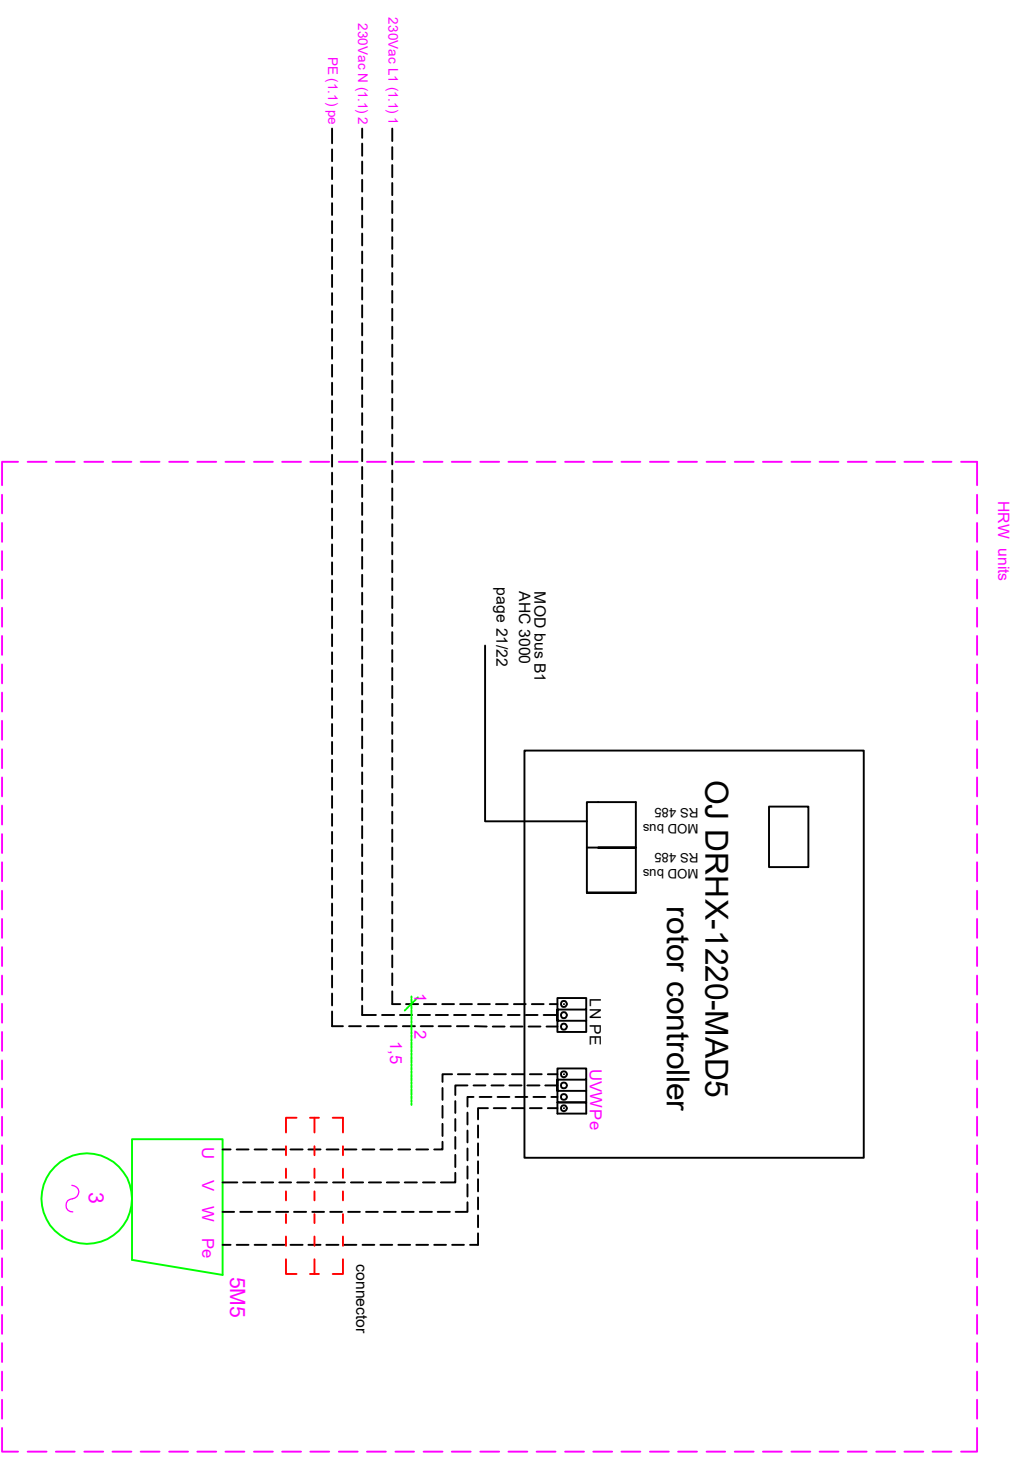 HRW units
OJ DRHX-1220-MAD5
rotor controller
MOD bus
RS 485
MOD bus
RS 485
MOD bus B1
AHC 3000
page 21/22
L N PE
UVWPe
230Vac L1 (1.1) 1
230Vac N (1.1) 2
PE (1.1) pe
1
2
1,5
connector
5M5
U V W Pe
3
~